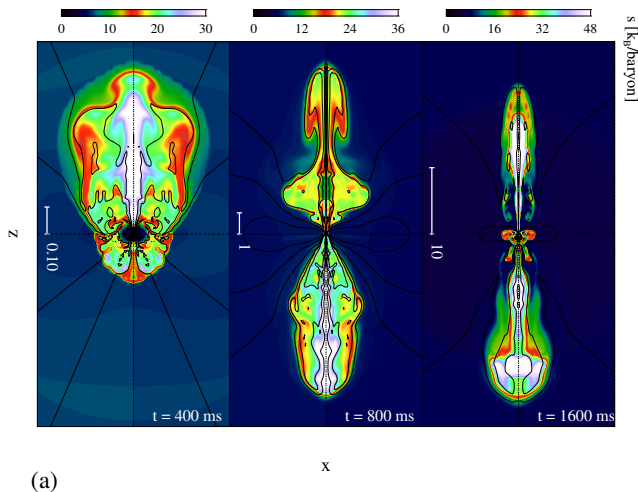 0 10 20 30
0 12 24 36
0 16 32 48
s [k_B/baryon]
z
0.10
1
10
t = 400 ms
t = 800 ms
t = 1600 ms
x
(a)